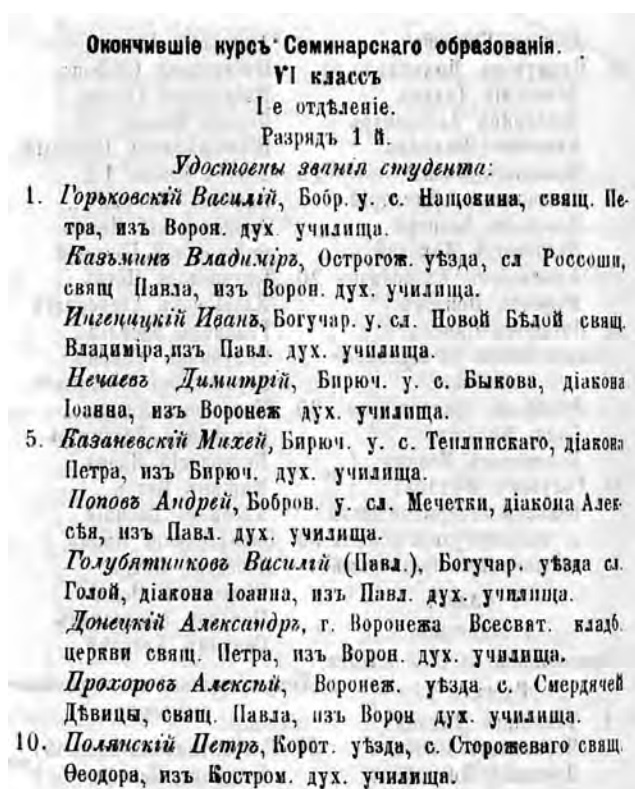 Окончившіе курсъ Семинарскаго образованія.
VI классъ
I е отдѣленіе.
Разрядъ 1 й.
Удостоены званія студента:
1. Горьковскій Василій, Бобр. у. с. Нащокина, свящ. Пе-
тра, изъ Ворон. дух. училища.
Казьминъ Владиміръ, Острогож. уѣзда, сл Россоши,
свящ Павла, изъ Ворон. дух. училища.
Ингеницкій Иванъ, Богучар. у. сл. Новой Бѣлой свящ.
Владиміра,изъ Павл. дух. училища.
Нечаевъ Димитрій, Бирюч. у. с. Быкова, діакона
Іоанна, изъ Воронеж дух. училища.
5. Казаневскій Михей, Бирюч. у. с. Теплинскаго, діакона
Петра, изъ Бирюч. дух. училища.
Поповъ Андрей, Бобров. у. сл. Мечетки, діакона Алек-
сѣя, изъ Павл. дух. училища.
Голубятниковъ Василій (Павл.), Богучар. уѣзда сл.
Голой, діакона Іоанна, изъ Павл. дух. училища.
Донецкій Александръ, г. Воронежа Всесвят. кладб.
церкви свящ. Петра, изъ Ворон. дух. училища.
Прохоровъ Алексѣй, Воронеж. уѣзда с. Смердячей
Дѣвицы, свящ. Павла, изъ Ворон дух. училища.
10. Полянскій Петръ, Корот. уѣзда, с. Сторожеваго свящ.
Ѳеодора, изъ Костром. дух. училища.